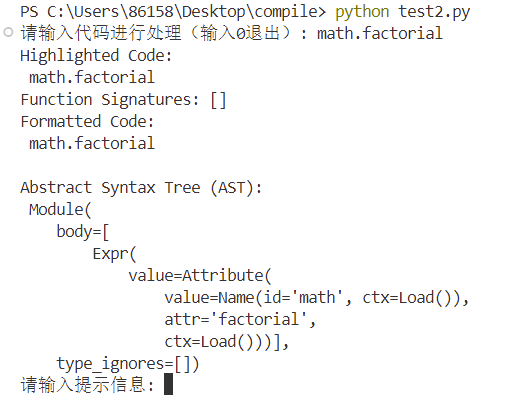 PS C:\Users\86158\Desktop\compile> python test2.py
请输入代码进行处理（输入0退出）: math.factorial
Highlighted Code:
 math.factorial
Function Signatures: []
Formatted Code:
 math.factorial

Abstract Syntax Tree (AST):
 Module(
    body=[
        Expr(
            value=Attribute(
                value=Name(id='math', ctx=Load()),
                attr='factorial',
                ctx=Load()))],
    type_ignores=[])
请输入提示信息: